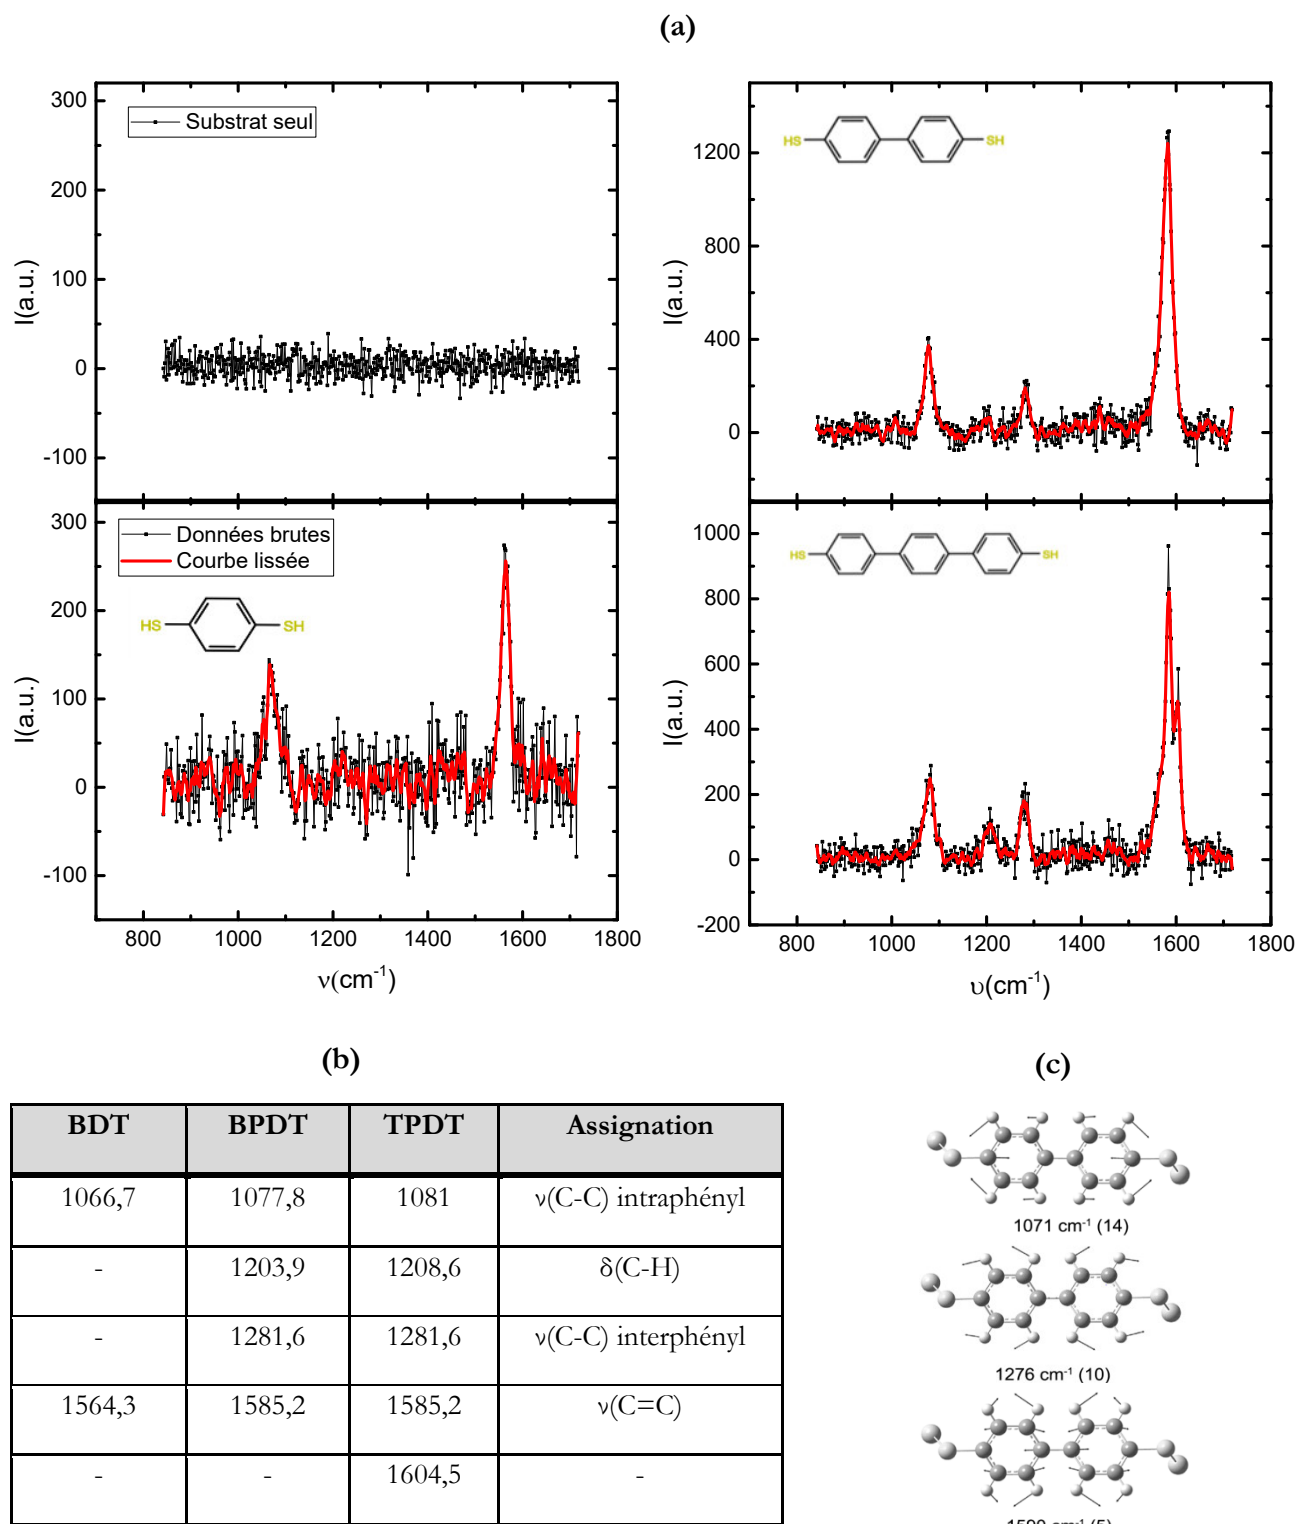 (a)
300
200
100
0
-100
I(a.u.)
Substrat seul
1200
800
400
0
I(a.u.)
HS
SH
300
200
100
0
-100
I(a.u.)
Données brutes
Courbe lissée
HS
SH
800
1000
1200
1400
1600
1800
ν(cm-1)
1000
800
600
400
200
0
-200
I(a.u.)
HS
SH
800
1000
1200
1400
1600
1800
υ(cm-1)
(b)
BDT BPDT TPDT Assignation
1066,7 1077,8 1081 ν(C-C) intraphényl
- 1203,9 1208,6 δ(C-H)
- 1281,6 1281,6 ν(C-C) interphényl
1564,3 1585,2 1585,2 ν(C=C)
- - 1604,5 -
(c)
1071 cm-1 (14)
1276 cm-1 (10)